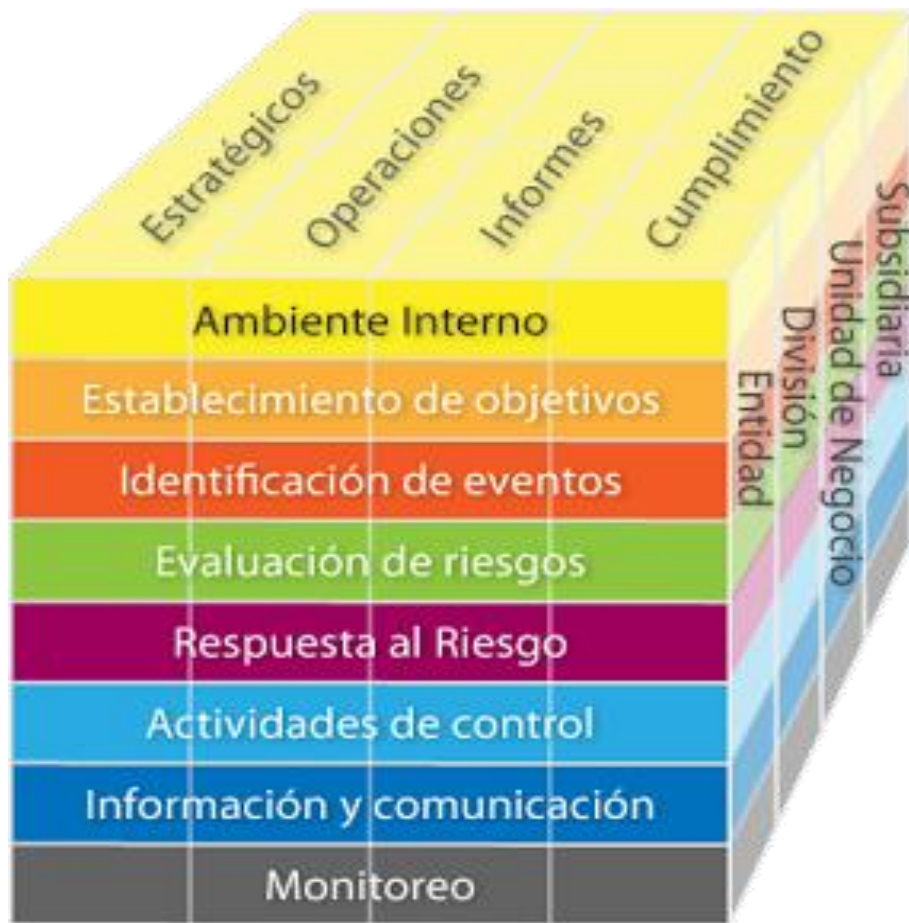 Estratégicos
Operaciones
Informes
Cumplimiento
Ambiente Interno
Establecimiento de objetivos
Identificación de eventos
Evaluación de riesgos
Respuesta al Riesgo
Actividades de control
Información y comunicación
Monitoreo
Entidad
División
Unidad de Negocio
Subsidiaria